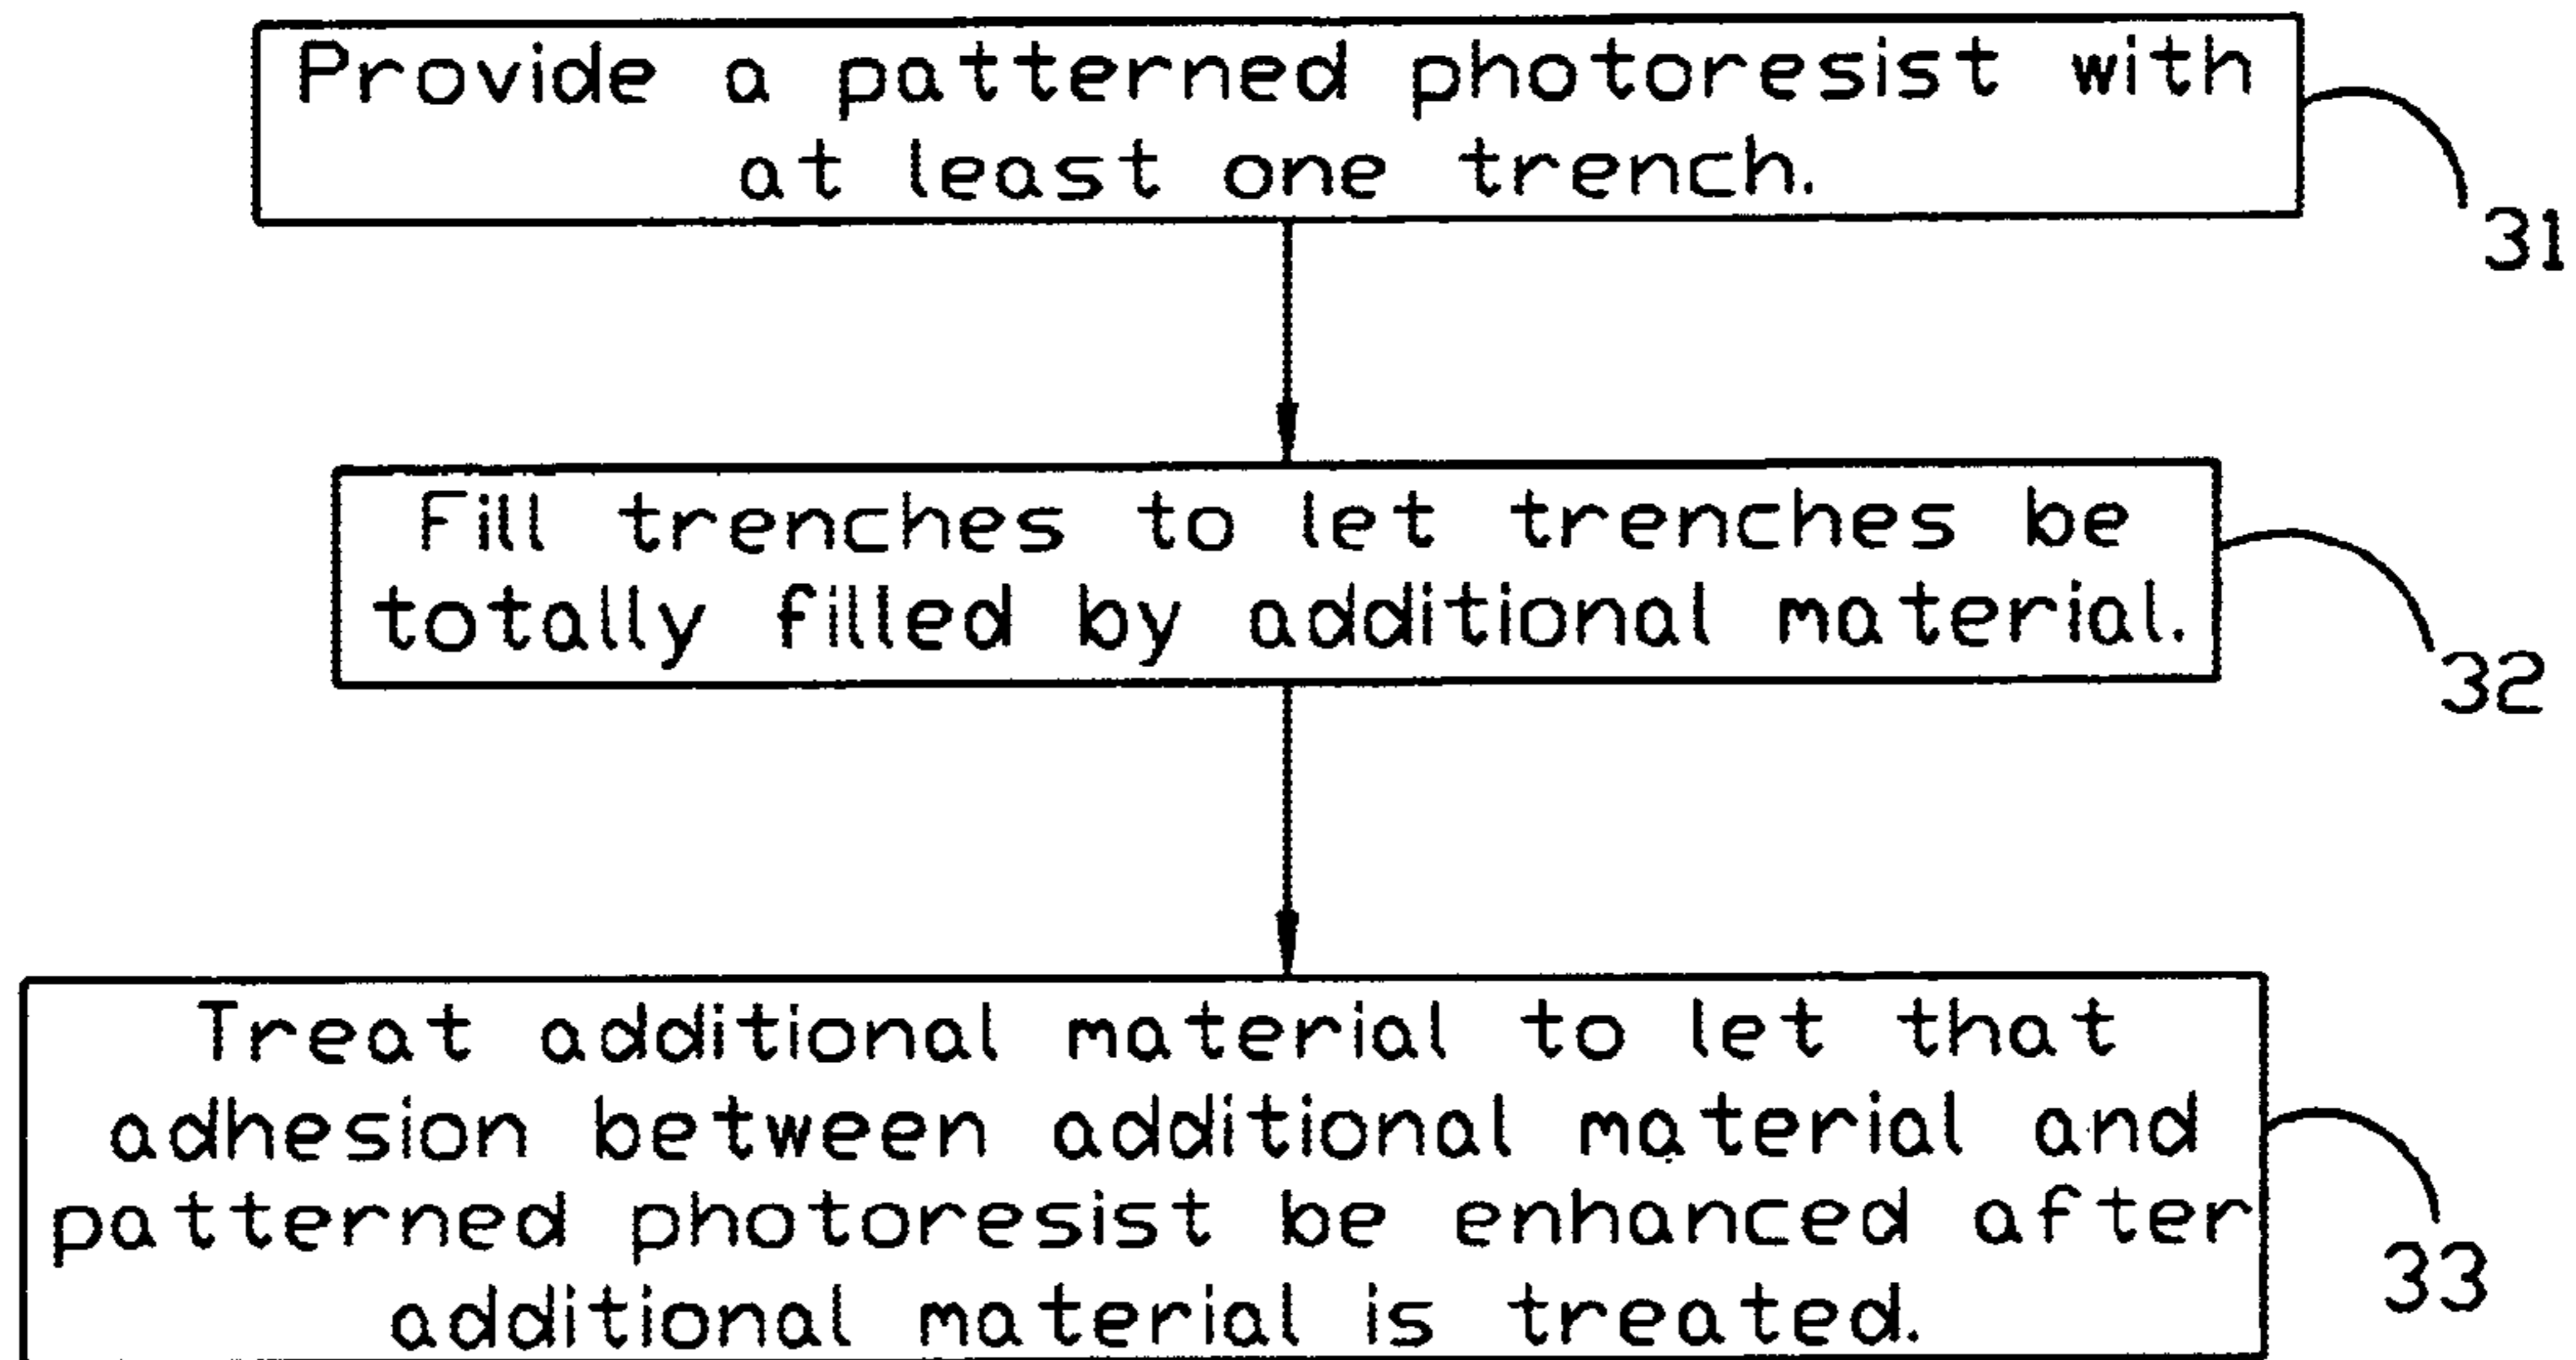 Provide a patterned photoresist with
at least one trench.
31
Fill trenches to let trenches be
totally filled by additional material.
32
Treat additional material to let that
adhesion between additional material and
patterned photoresist be enhanced after
additional material is treated.
33